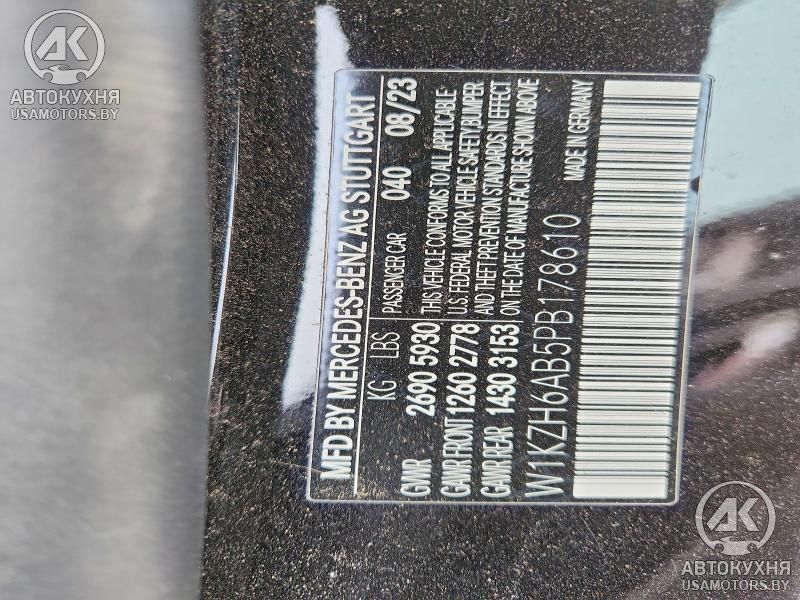 AK
АВТОКУХНЯ
USAMOTORS.BY
MFD BY MERCEDES-BENZ AG STUTTGART
KG LBS PASSENGER CAR 040 08/23
GMR 2690 5930 THIS VEHICLE CONFORMS TO ALL APPLICABLE
GAWR FRONT 1260 2778 U.S. FEDERAL MOTOR VEHICLE SAFETY,BUMPER
GAWR REAR 1430 3153 AND THEFT PREVENTION STANDARDS IN EFFECT
ON THE DATE OF MANUFACTURE SHOWN ABOVE
W1KZH6AB5PB178610 MADE IN GERMANY
AK
АВТОКУХНЯ
USAMOTORS.BY